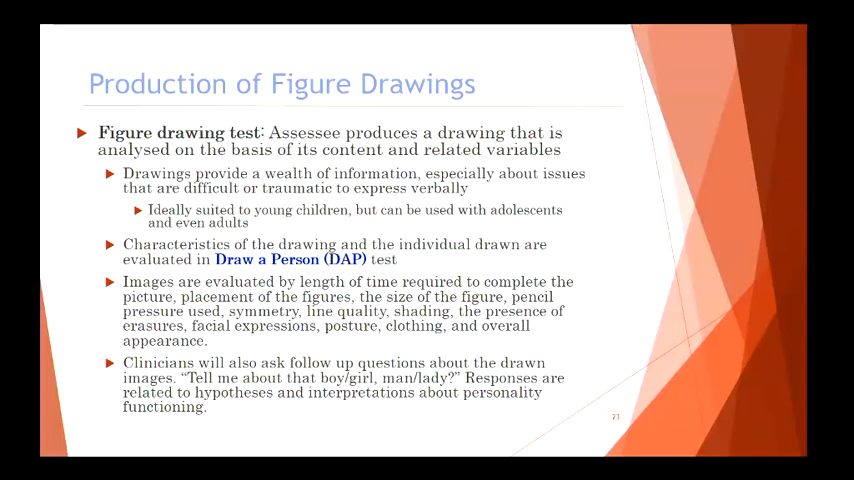 Production of Figure Drawings
Figure drawing test: Assessee produces a drawing that is
analysed on the basis of its content and related variables
Drawings provide a wealth of information, especially about issues
that are difficult or traumatic to express verbally
Ideally suited to young children, but can be used with adolescents
and even adults
Characteristics of the drawing and the individual drawn are
evaluated in Draw a Person (DAP) test
Images are evaluated by length of time required to complete the
picture, placement of the figures, the size of the figure, pencil
pressure used, symmetry, line quality, shading, the presence of
erasures, facial expressions, posture, clothing, and overall
appearance.
Clinicians will also ask follow up questions about the drawn
images. “Tell me about that boy/girl, man/lady?” Responses are
related to hypotheses and interpretations about personality
functioning.
23